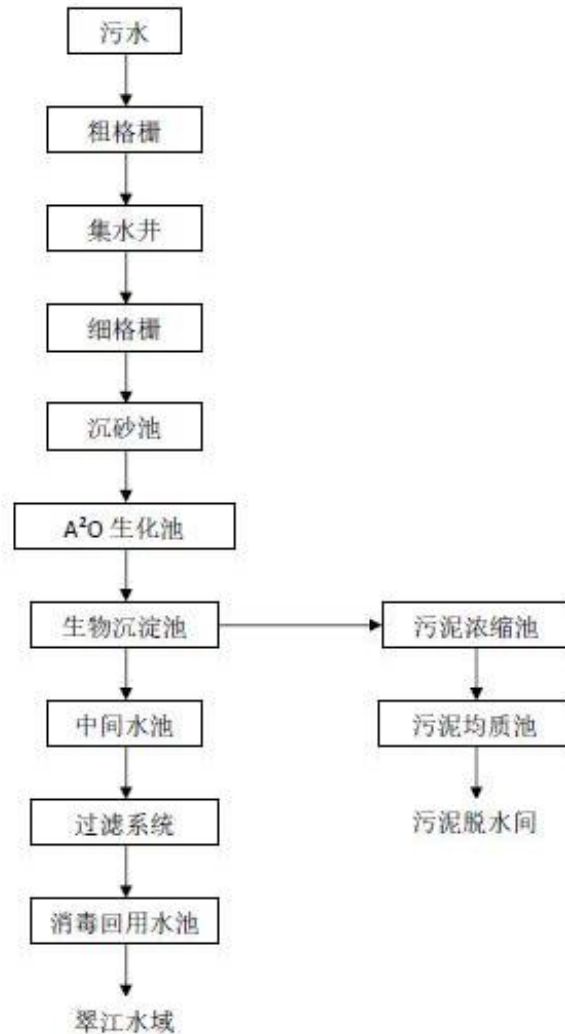 污水
粗格栅
集水井
细格栅
沉砂池
A²O 生化池
生物沉淀池
污泥浓缩池
中间水池
污泥均质池
过滤系统
污泥脱水间
消毒回用水池
翠江水域